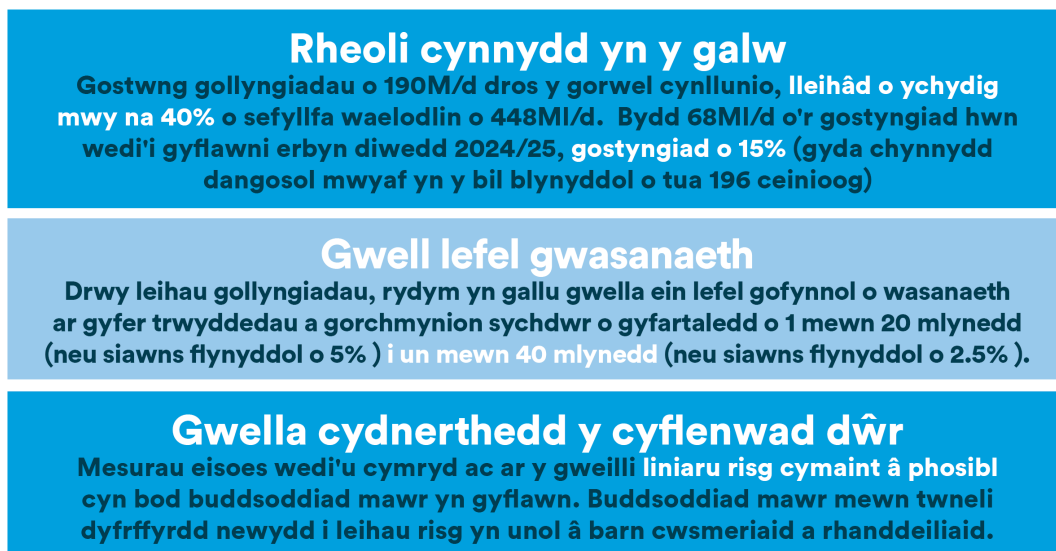 Rheoli cynnydd yn y galw
Gostwng gollyngiadau o 190M/d dros y gorwel cynllunio, lleihâd o ychydig
mwy na 40% o sefyllfa waelodlin o 448Ml/d. Bydd 68Ml/d o'r gostyngiad hwn
wedi'i gyflawni erbyn diwedd 2024/25, gostyngiad o 15% (gyda chynnydd
dangosol mwyaf yn y bil blynyddol o tua 196 ceinioog)
Gwell lefel gwasanaeth
Drwy leihau gollyngiadau, rydym yn gallu gwella ein lefel gofynnol o wasanaeth
ar gyfer trwyddedau a gorchmynion sychdwr o gyfartaledd o 1 mewn 20 mlynedd
(neu siawns flynyddol o 5% ) i un mewn 40 mlynedd (neu siawns flynyddol o 2.5% ).
Gwella cydnerthedd y cyflenwad dŵr
Mesurau eisoes wedi'u cymryd ac ar y gweilli liniaru risg cymaint â phosibl
cyn bod buddsoddiad mawr yn gyflawn. Buddsoddiad mawr mewn twneli
dyfrffyrdd newydd i leihau risg yn unol â barn cwsmeriaid a rhanddeiliaid.